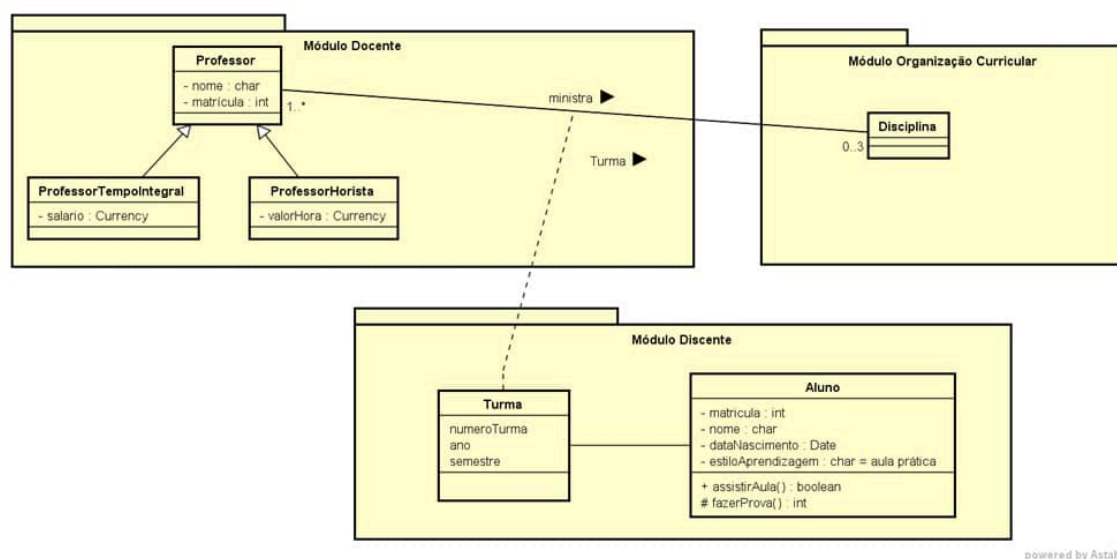 Módulo Docente
Professor
- nome : char
- matrícula : int
1..*
ministra ▶
Turma ▶
ProfessorTempoIntegral
- salario : Currency
ProfessorHorista
- valorHora : Currency
Módulo Organização Curricular
Disciplina
0..3
Módulo Discente
Turma
numeroTurma
ano
semestre
Aluno
- matricula : int
- nome : char
- dataNascimento : Date
- estiloAprendizagem : char = aula prática
+ assistirAula() : boolean
# fazerProva() : int
powered by Astah